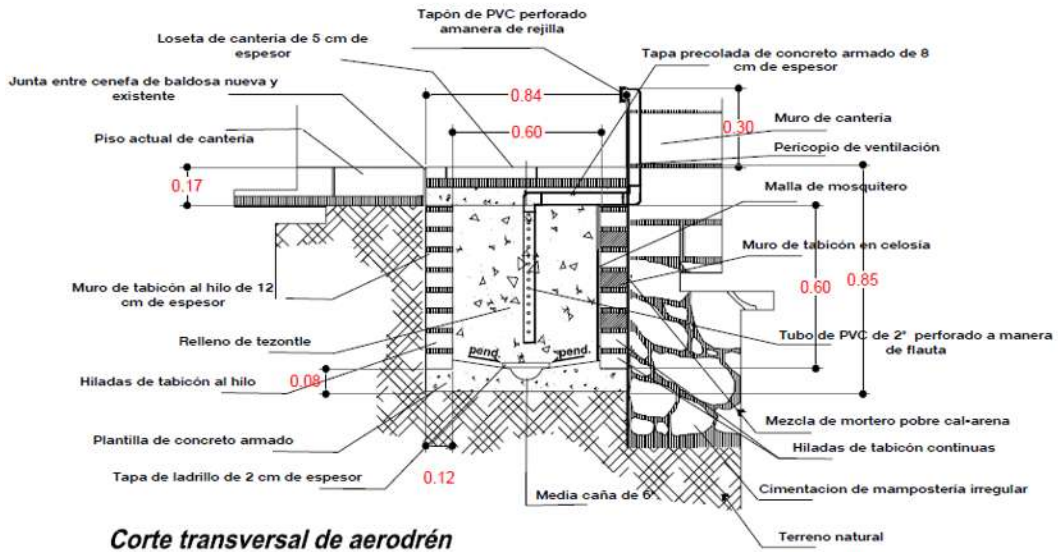 Tapón de PVC perforado
amanera de rejilla
Loseta de cantería de 5 cm de
espesor
Tapa precolada de concreto armado de 8
cm de espesor
Junta entre cenefa de baldosa nueva y
existente
0.84
Muro de cantería
0.30
Piso actual de cantería
0.60
Pericopio de ventilación
0.17
Malla de mosquitero
Muro de tabicón en celosía
0.85
0.60
Muro de tabicón al hilo de 12
cm de espesor
Tubo de PVC de 2" perforado a manera
de flauta
Relleno de tezontle
pend.
pend.
Hiladas de tabicón al hilo
0.08
Mezcla de mortero pobre cal-arena
Plantilla de concreto armado
Hiladas de tabicón continuas
Tapa de ladrillo de 2 cm de espesor
0.12
Media caña de 6"
Cimentacion de mampostería irregular
Corte transversal de aerodrén
Terreno natural